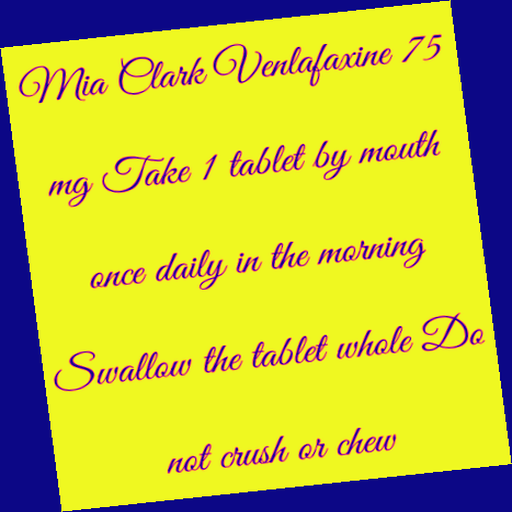 Mia Clark Venlafaxine 75
mg Take 1 tablet by mouth
once daily in the morning
Swallow the tablet whole Do
not crush or chew